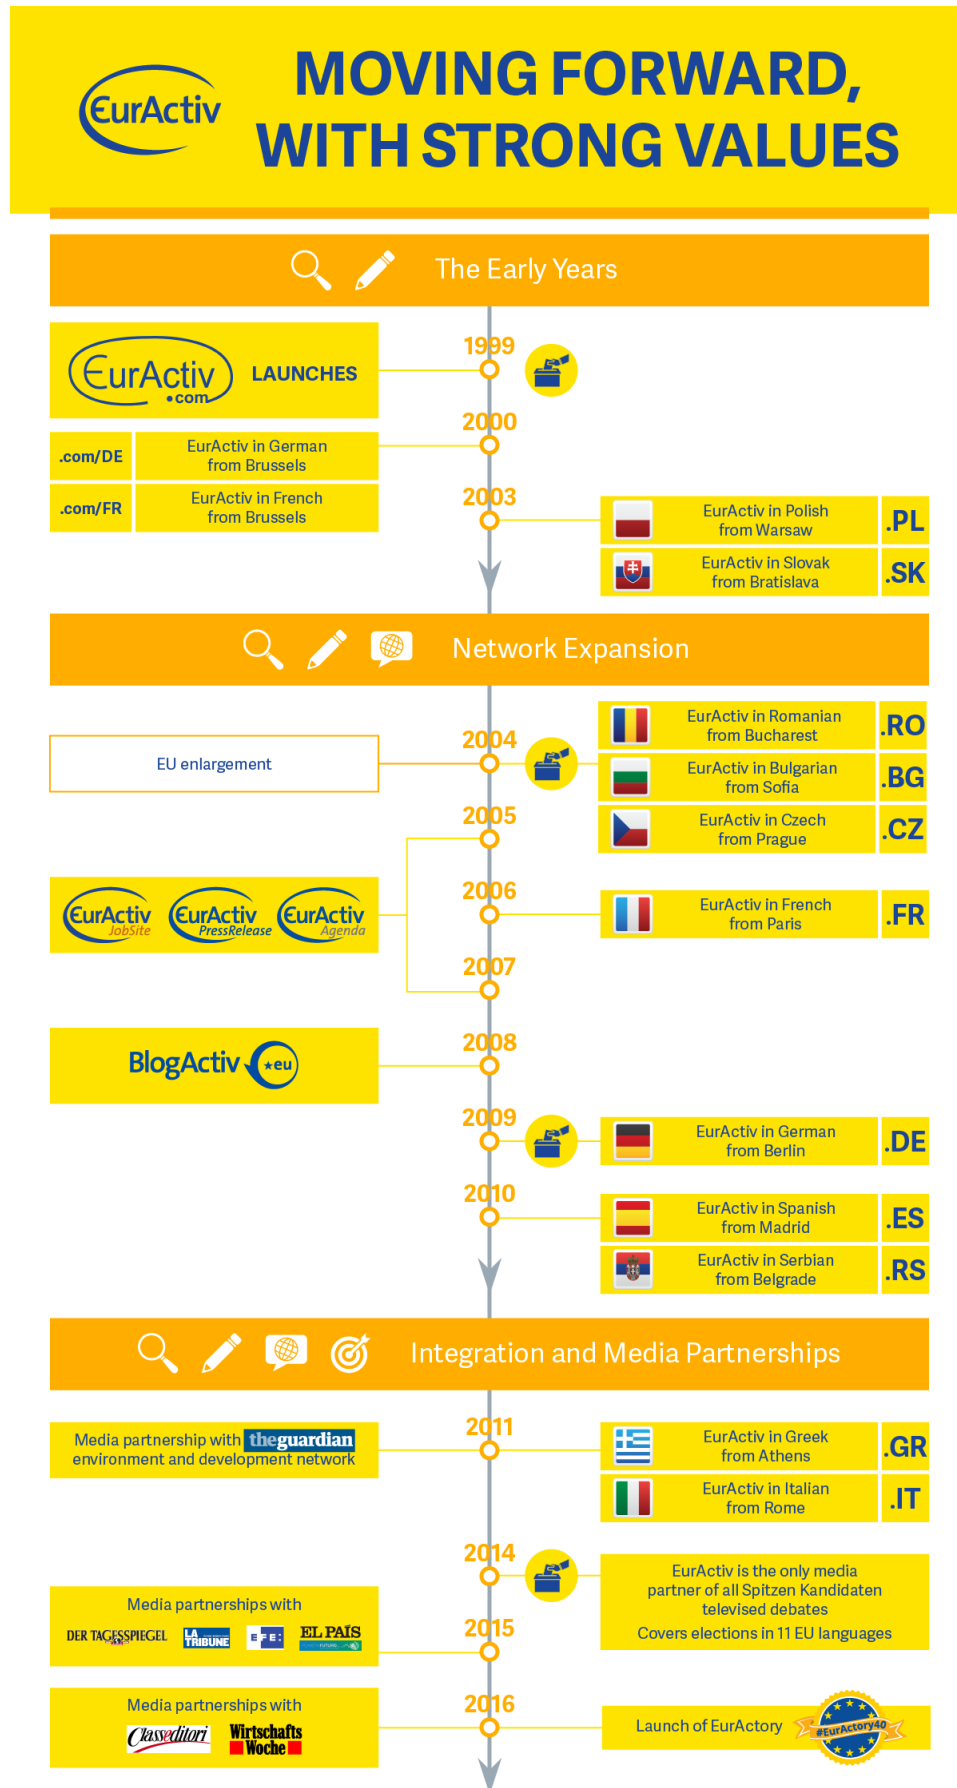 EurActiv
MOVING FORWARD,
WITH STRONG VALUES
The Early Years
1999
EurActiv
.com
LAUNCHES
2000
.com/DE
EurActiv in German
from Brussels
.com/FR
EurActiv in French
from Brussels
2003
EurActiv in Polish
from Warsaw
.PL
EurActiv in Slovak
from Bratislava
.SK
Network Expansion
2004
EU enlargement
EurActiv in Romanian
from Bucharest
.RO
EurActiv in Bulgarian
from Sofia
.BG
EurActiv in Czech
from Prague
.CZ
2005
EurActiv
JobSite
EurActiv
PressRelease
EurActiv
Agenda
2006
EurActiv in French
from Paris
.FR
2007
2008
BlogActiv
eu
2009
EurActiv in German
from Berlin
.DE
2010
EurActiv in Spanish
from Madrid
.ES
EurActiv in Serbian
from Belgrade
.RS
Integration and Media Partnerships
2011
Media partnership with theguardian
environment and development network
EurActiv in Greek
from Athens
.GR
EurActiv in Italian
from Rome
.IT
2014
EurActiv is the only media
partner of all Spitzen Kandidaten
televised debates
Covers elections in 11 EU languages
2015
Media partnerships with
DER TAGESSPIEGEL
LA
TRIBUNE
EFE:
EL PAÍS
2016
Media partnerships with
Classeditori
Wirtschafts
Woche
Launch of EurActory
#EurActory40